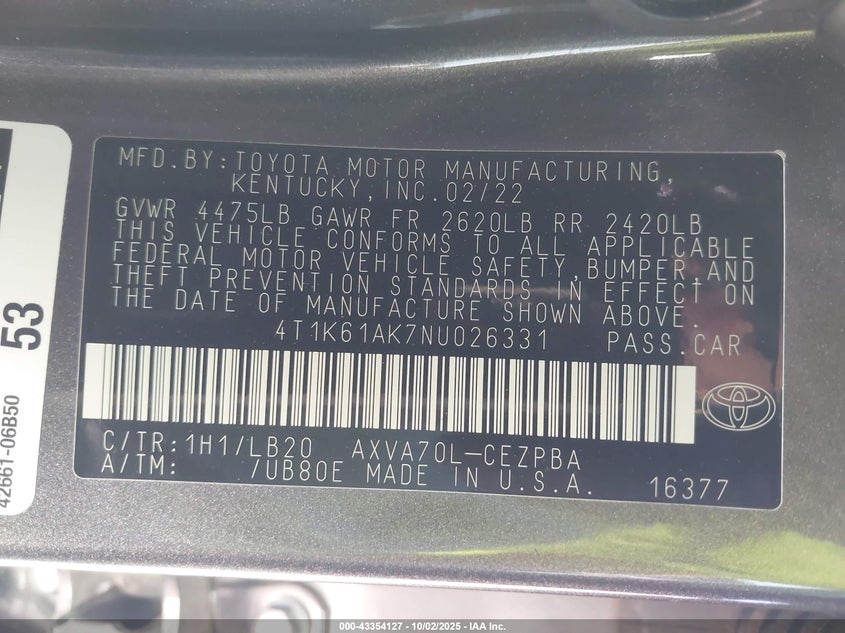 MFD.BY:TOYOTA MOTOR MANUFACTURING,
KENTUCKY,INC.02/22
GVWR 4475LB GAWR FR 2620LB RR 2420LB
THIS VEHICLE CONFORMS TO ALL APPLICABLE
FEDERAL MOTOR VEHICLE SAFETY,BUMPER AND
THEFT PREVENTION STANDARDS IN EFFECT ON
THE DATE OF MANUFACTURE SHOWN ABOVE.
4T1K61AK7NU026331 PASS.CAR
C/TR:1H1/LB20 AXVA70L-CEZPBA
A/TM: /UB80E MADE IN U.S.A. 16377
53
42661-06B50
000-43354127 - 10/02/2025 - IAA Inc.